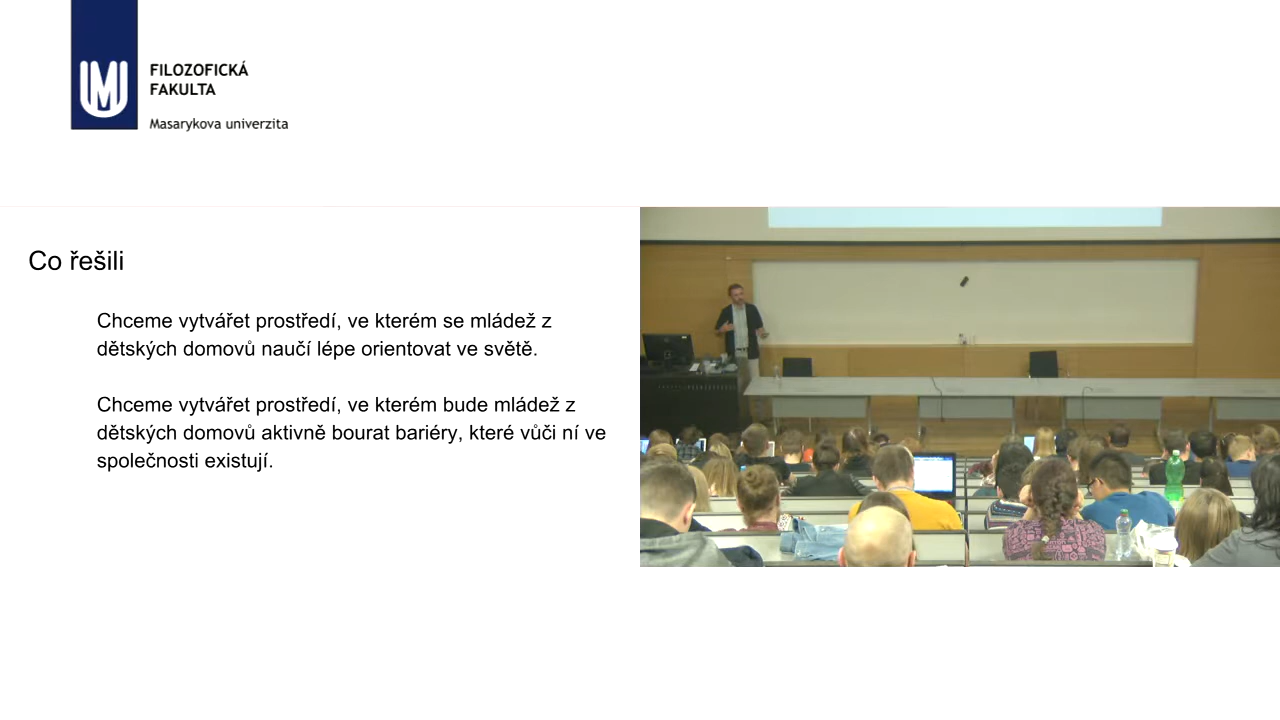 FILOZOFICKÁ
FAKULTA
Masarykova univerzita
Co řešili
Chceme vytvářet prostředí, ve kterém se mládež z
dětských domovů naučí lépe orientovat ve světě.
Chceme vytvářet prostředí, ve kterém bude mládež z
dětských domovů aktivně bourat bariéry, které vůči ní ve
společnosti existují.